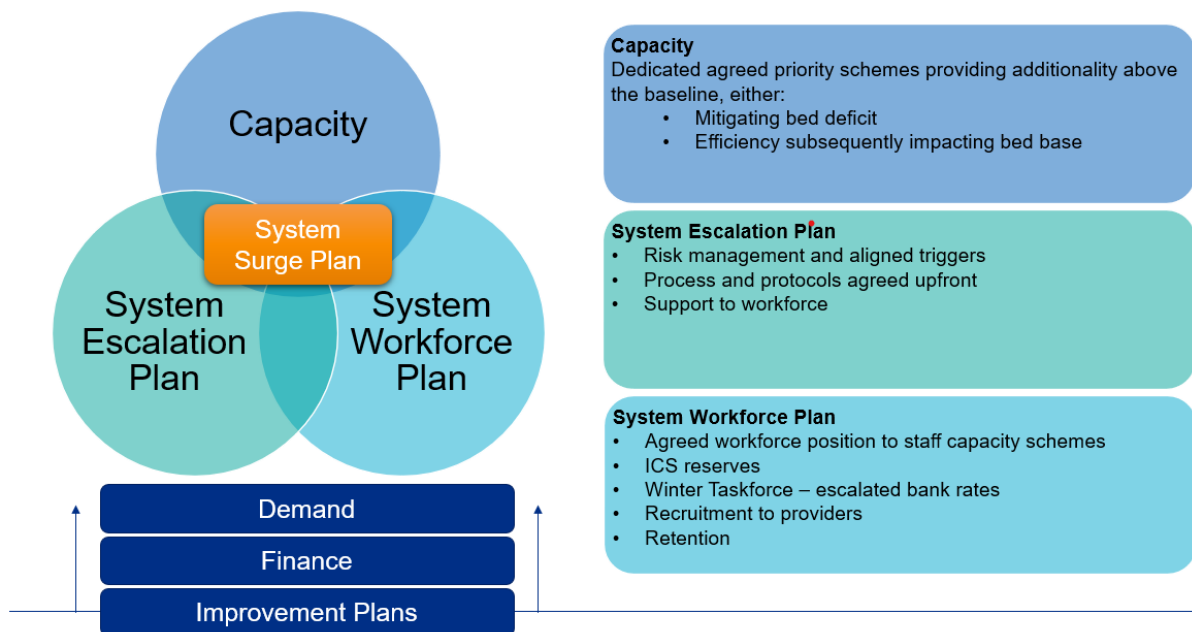 Capacity
System
Surge Plan
System
Escalation
Plan
System
Workforce
Plan
Demand
Finance
Improvement Plans
Capacity
Dedicated agreed priority schemes providing additionality above
the baseline, either:
• Mitigating bed deficit
• Efficiency subsequently impacting bed base
System Escalation Plan
• Risk management and aligned triggers
• Process and protocols agreed upfront
• Support to workforce
System Workforce Plan
• Agreed workforce position to staff capacity schemes
• ICS reserves
• Winter Taskforce – escalated bank rates
• Recruitment to providers
• Retention